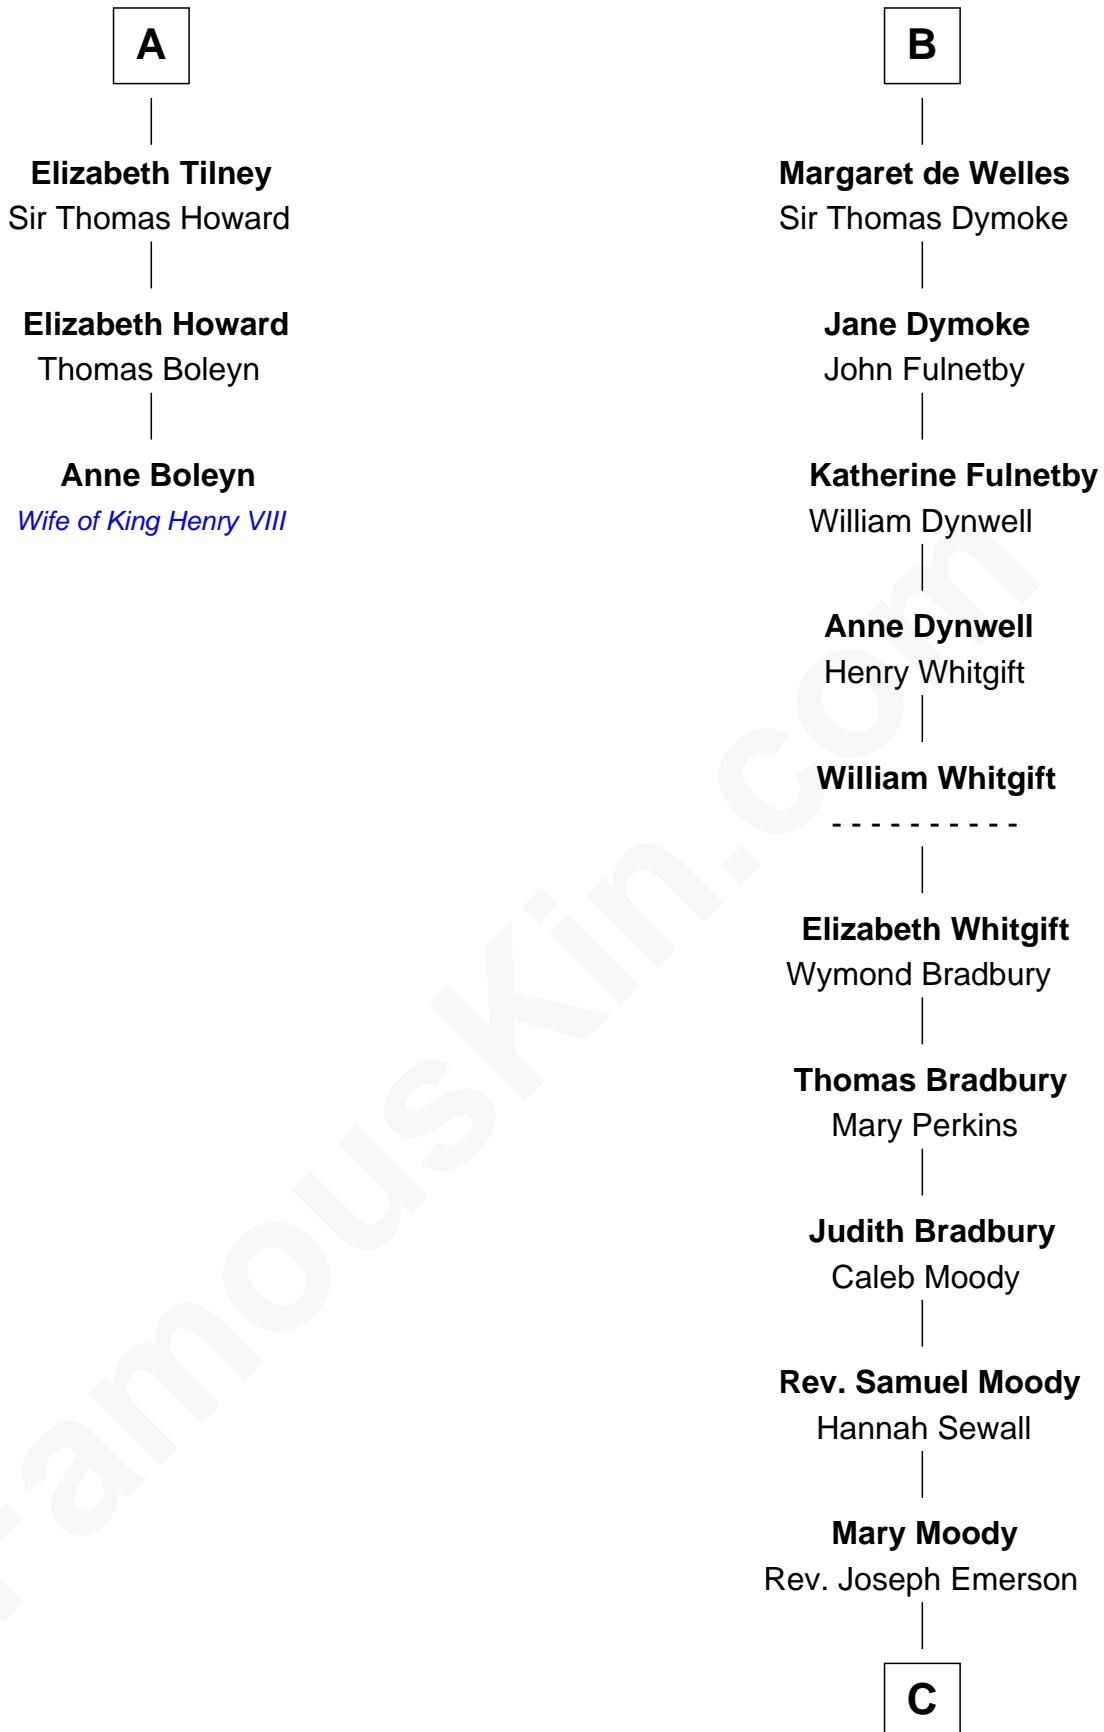 A
Elizabeth Tilney
Sir Thomas Howard
Elizabeth Howard
Thomas Boleyn
Anne Boleyn
Wife of King Henry VIII
B
Margaret de Welles
Sir Thomas Dymoke
Jane Dymoke
John Fulnetby
Katherine Fulnetby
William Dynwell
Anne Dynwell
Henry Whitgift
William Whitgift
- - - - - - - - - -
Elizabeth Whitgift
Wymond Bradbury
Thomas Bradbury
Mary Perkins
Judith Bradbury
Caleb Moody
Rev. Samuel Moody
Hannah Sewall
Mary Moody
Rev. Joseph Emerson
C
FamousKin.com